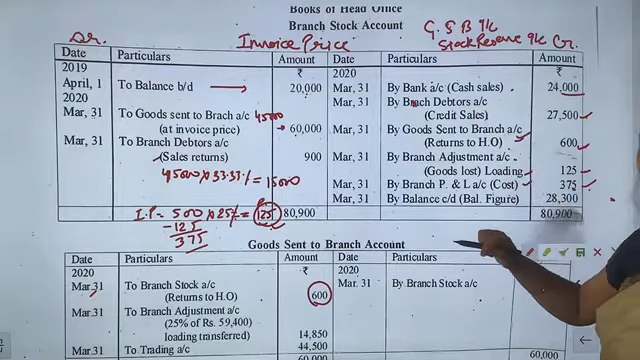 Books of Head Office
Branch Stock Account
Dr.
Invoice Price
G. S B a/c
Stock Reserve a/c Cr.
Date Particulars Amount Date Particulars Amount
2019 ₹ 2020 ₹
April, 1 To Balance b/d 20,000 Mar, 31 By Bank a/c (Cash sales) 24,000
2020 Mar, 31 By Branch Debtors a/c
Mar, 31 To Goods sent to Brach a/c 45000 (Credit Sales) 27,500
(at invoice price) 60,000 Mar, 31 By Goods Sent to Branch a/c
Mar, 31 To Branch Debtors a/c (Returns to H.O) 600
(Sales returns) 900 Mar, 31 By Branch Adjustment a/c
(Goods lost) Loading 125
45000 x 33.33% = 15000
Mar, 31 By Branch P. & L a/c (Cost) 375
Mar, 31 By Balance c/d (Bal. Figure) 28,300
I.P - 500 x 25% = 125
80,900 80,900
-125
375
Goods Sent to Branch Account
Date Particulars Amount Date Particulars
2020 ₹ 2020
Mar.31 To Branch Stock a/c Mar, 31 By Branch Stock a/c
(Returns to H.O) 600
Mar.31 To Branch Adjustment a/c
(25% of Rs. 59,400)
loading transferred) 14,850
Mar.31 To Trading a/c 44,500
60,000 60,000